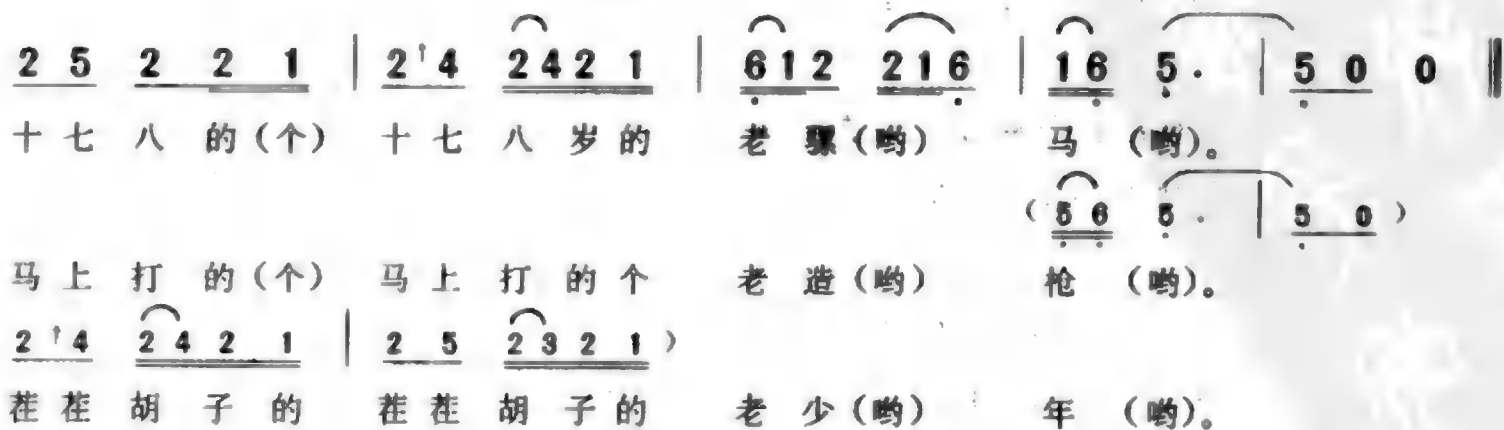 2 5 2 2 1 | 2 ↑4 2 4 2 1 | 6 1 2 2 1 6 | 1 6 5 · | 5 0 0 ‖
十七 八 的(个) 十七 八 岁 的 老 骡(哟) 马 (哟)。
( 5 6 5 · | 5 0 )
马上 打 的(个) 马上 打 的 个 老 造(哟) 枪 (哟)。
2 ↑4 2 4 2 1 | 2 5 2 3 2 1 )
茬茬 胡 子 的 茬茬 胡 子 的 老 少(哟) 年 (哟)。